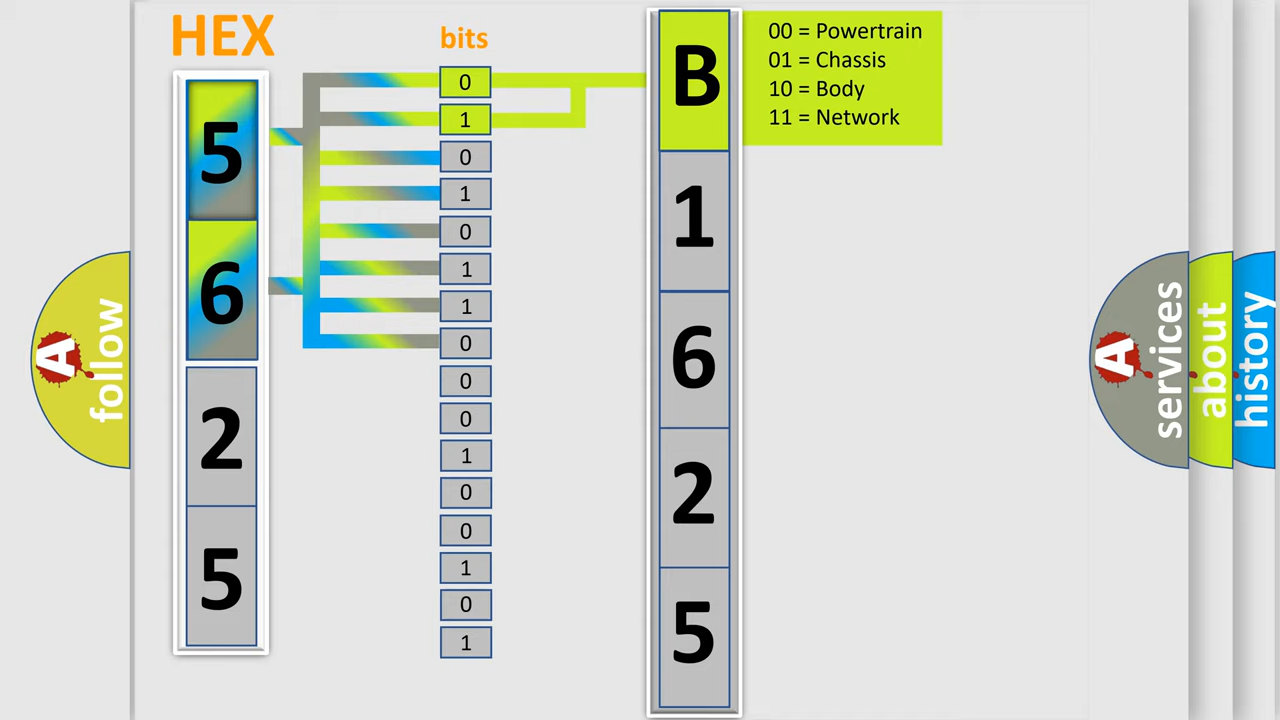 HEX
bits
5
6
2
5
0
1
0
1
0
1
1
0
0
0
1
0
0
1
0
1
B
1
6
2
5
00 = Powertrain
01 = Chassis
10 = Body
11 = Network
A
follow
A
services
about
history